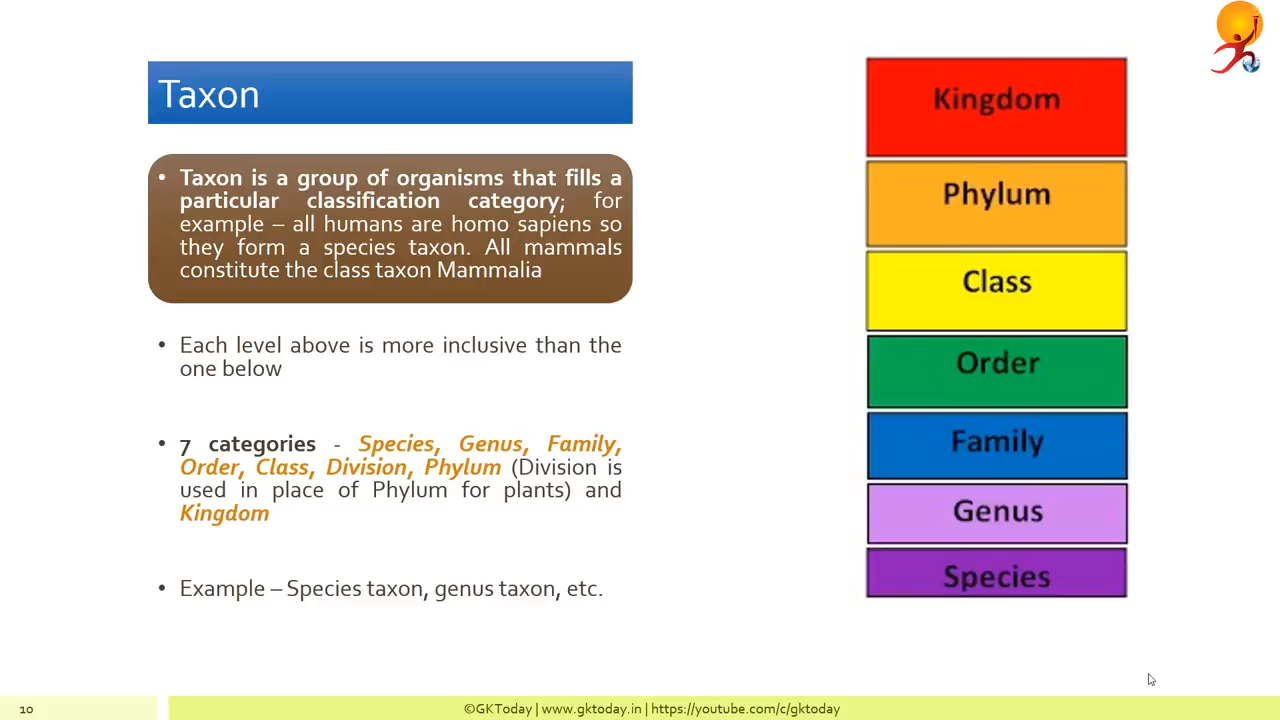 Taxon
• Taxon is a group of organisms that fills a
particular classification category; for
example – all humans are homo sapiens so
they form a species taxon. All mammals
constitute the class taxon Mammalia
• Each level above is more inclusive than the
one below
• 7 categories - Species, Genus, Family,
Order, Class, Division, Phylum (Division is
used in place of Phylum for plants) and
Kingdom
• Example – Species taxon, genus taxon, etc.
Kingdom
Phylum
Class
Order
Family
Genus
Species
10
©GKToday | www.gktoday.in | https://youtube.com/c/gktoday